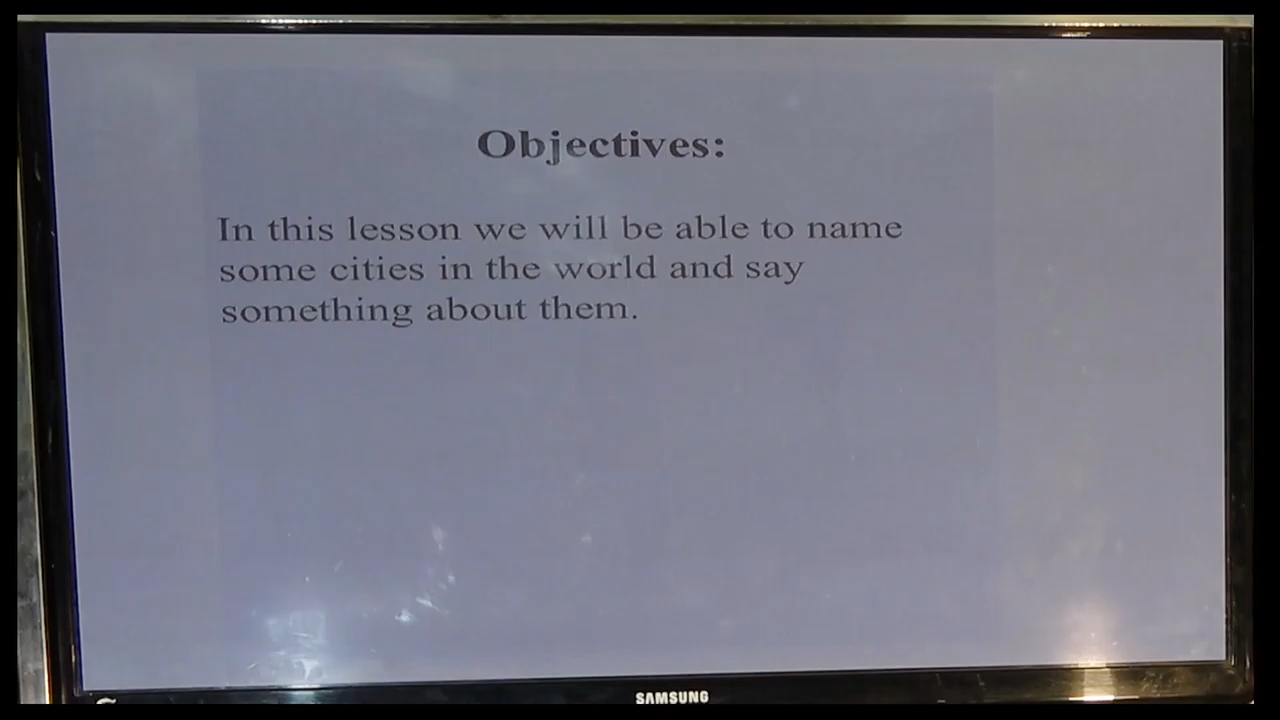 Objectives:
In this lesson we will be able to name
some cities in the world and say
something about them.
SAMSUNG